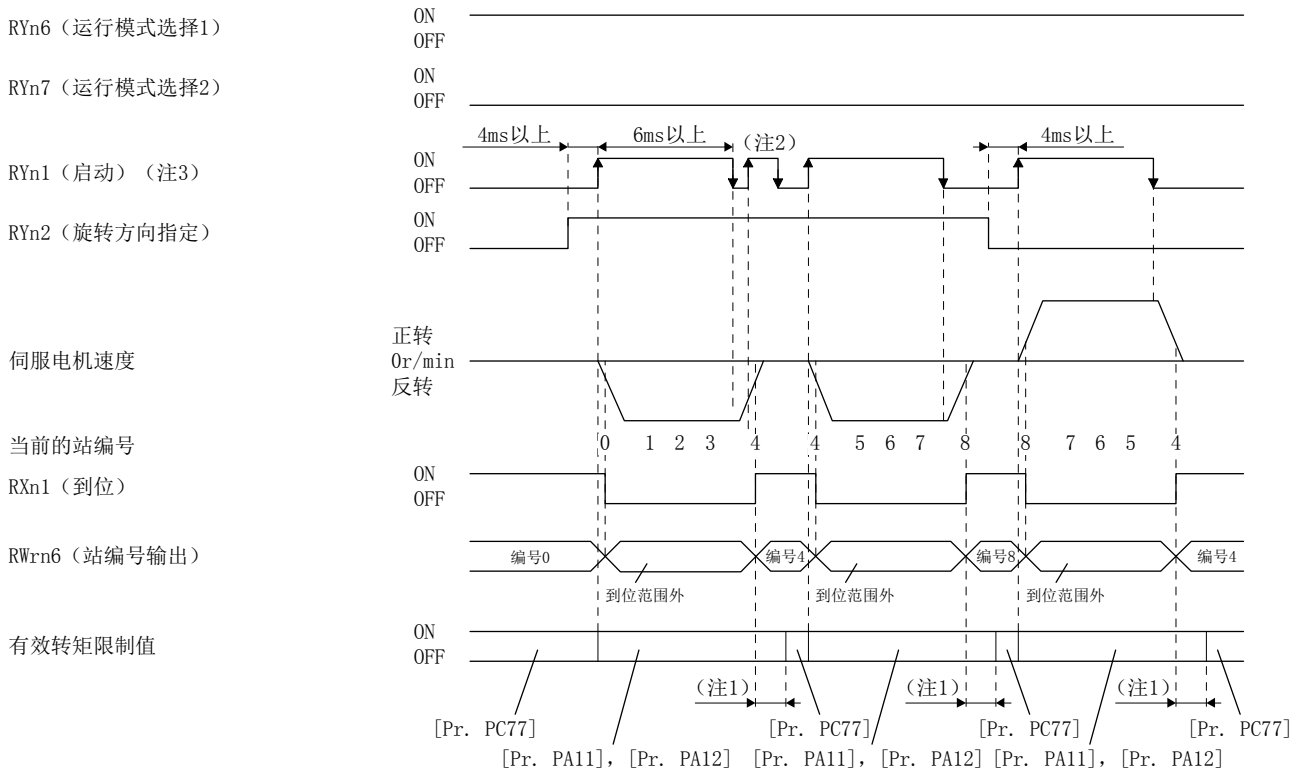 RYn6（运行模式选择1）
ON
OFF
RYn7（运行模式选择2）
ON
OFF
4ms以上
6ms以上
（注2）
4ms以上
RYn1（启动）（注3）
ON
OFF
RYn2（旋转方向指定）
ON
OFF
伺服电机速度
正转
0r/min
反转
当前的站编号
0 1 2 3 4 4 5 6 7 8 8 7 6 5 4
RXn1（到位）
ON
OFF
RWrn6（站编号输出）
编号0 编号4 编号8 编号4
到位范围外 到位范围外 到位范围外
有效转矩限制值
ON
OFF
（注1） （注1） （注1）
[Pr. PC77] [Pr. PC77] [Pr. PC77] [Pr. PC77]
[Pr. PA11]，[Pr. PA12] [Pr. PA11]，[Pr. PA12] [Pr. PA11]，[Pr. PA12]